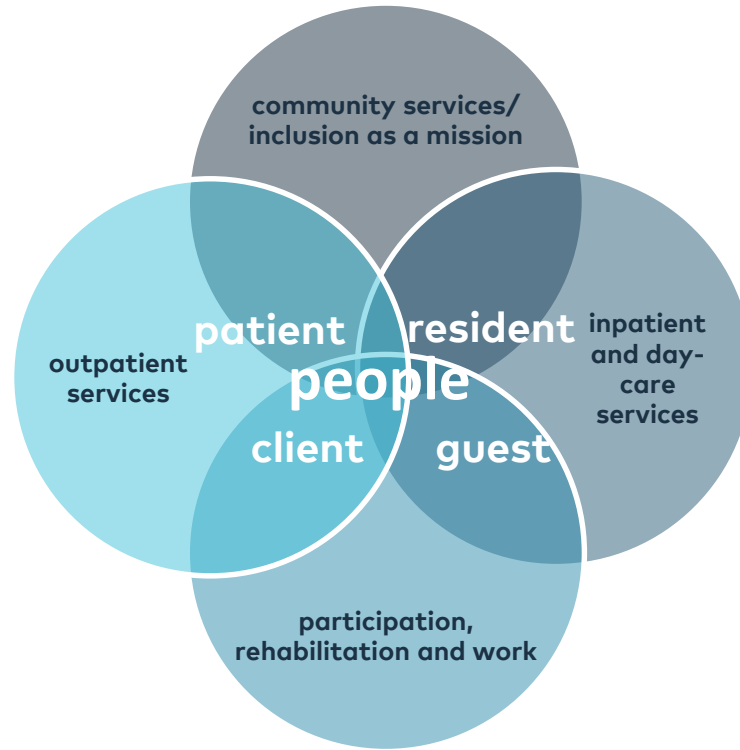 community services/
inclusion as a mission
patient
resident
outpatient
services
inpatient
and day-
care
services
people
client
guest
participation,
rehabilitation and work